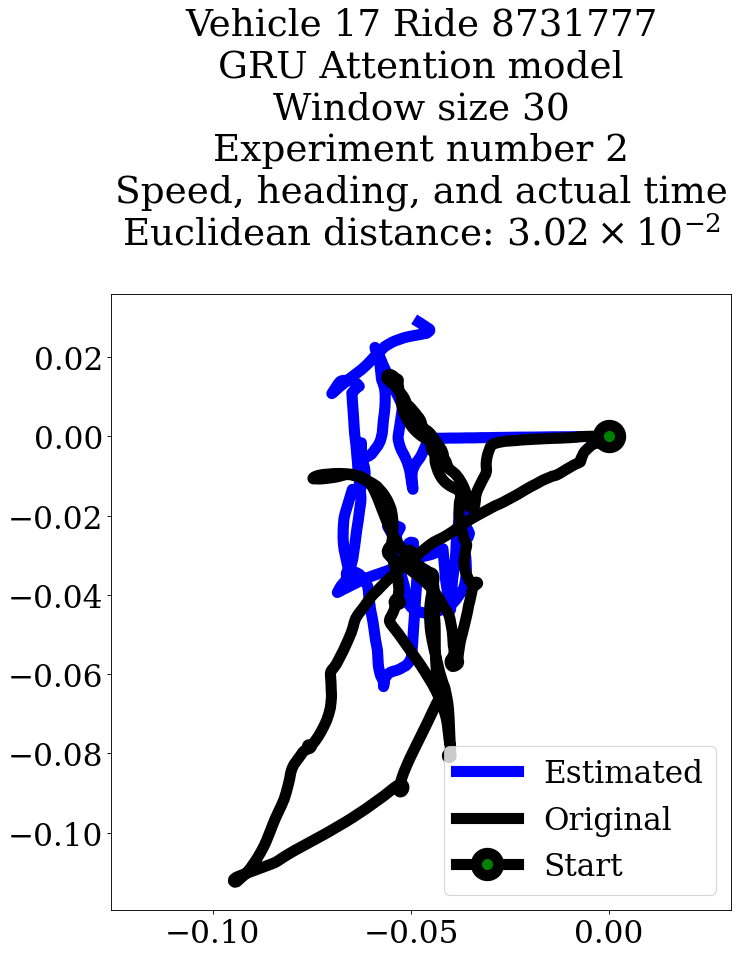 Vehicle 17 Ride 8731777
GRU Attention model
Window size 30
Experiment number 2
Speed, heading, and actual time
Euclidean distance: 3.02 × 10⁻²
0.02
0.00
−0.02
−0.04
−0.06
−0.08
−0.10
Estimated
Original
Start
−0.10
−0.05
0.00